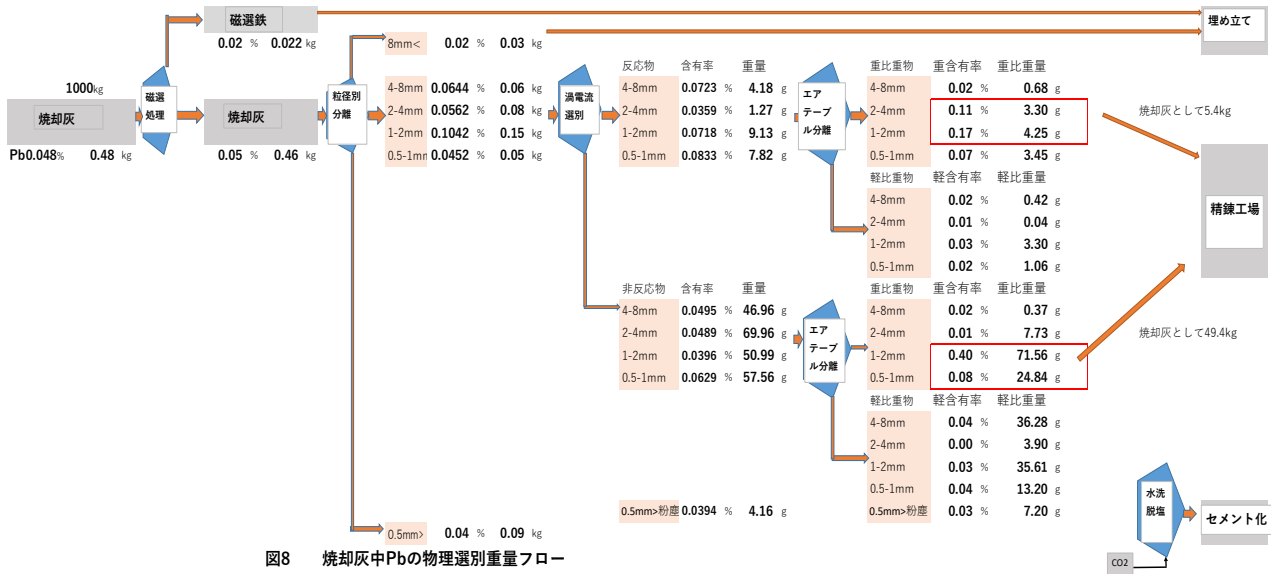 磁選鉄
0.02 % 0.022 kg
埋め立て
8mm< 0.02 % 0.03 kg
1000kg
焼却灰
Pb0.048% 0.48 kg
磁選
処理
焼却灰
0.05 % 0.46 kg
粒径別
分離
4-8mm 0.0644 % 0.06 kg
2-4mm 0.0562 % 0.08 kg
1-2mm 0.1042 % 0.15 kg
0.5-1mm 0.0452 % 0.05 kg
渦電流
選別
反応物 含有率 重量
4-8mm 0.0723 % 4.18 g
2-4mm 0.0359 % 1.27 g
1-2mm 0.0718 % 9.13 g
0.5-1mm 0.0833 % 7.82 g
エア
テーブ
ル分離
重比重物 重含有率 重比重量
4-8mm 0.02 % 0.68 g
2-4mm 0.11 % 3.30 g
1-2mm 0.17 % 4.25 g
0.5-1mm 0.07 % 3.45 g
焼却灰として5.4kg
軽比重物 軽含有率 軽比重量
4-8mm 0.02 % 0.42 g
2-4mm 0.01 % 0.04 g
1-2mm 0.03 % 3.30 g
0.5-1mm 0.02 % 1.06 g
精錬工場
非反応物 含有率 重量
4-8mm 0.0495 % 46.96 g
2-4mm 0.0489 % 69.96 g
1-2mm 0.0396 % 50.99 g
0.5-1mm 0.0629 % 57.56 g
エア
テーブ
ル分離
重比重物 重含有率 重比重量
4-8mm 0.02 % 0.37 g
2-4mm 0.01 % 7.73 g
1-2mm 0.40 % 71.56 g
0.5-1mm 0.08 % 24.84 g
焼却灰として49.4kg
軽比重物 軽含有率 軽比重量
4-8mm 0.04 % 36.28 g
2-4mm 0.00 % 3.90 g
1-2mm 0.03 % 35.61 g
0.5-1mm 0.04 % 13.20 g
0.5mm>粉塵 0.0394 % 4.16 g
0.5mm>粉塵 0.03 % 7.20 g
水洗
脱塩
セメント化
CO2
0.5mm> 0.04 % 0.09 kg
図8 焼却灰中Pbの物理選別重量フロー